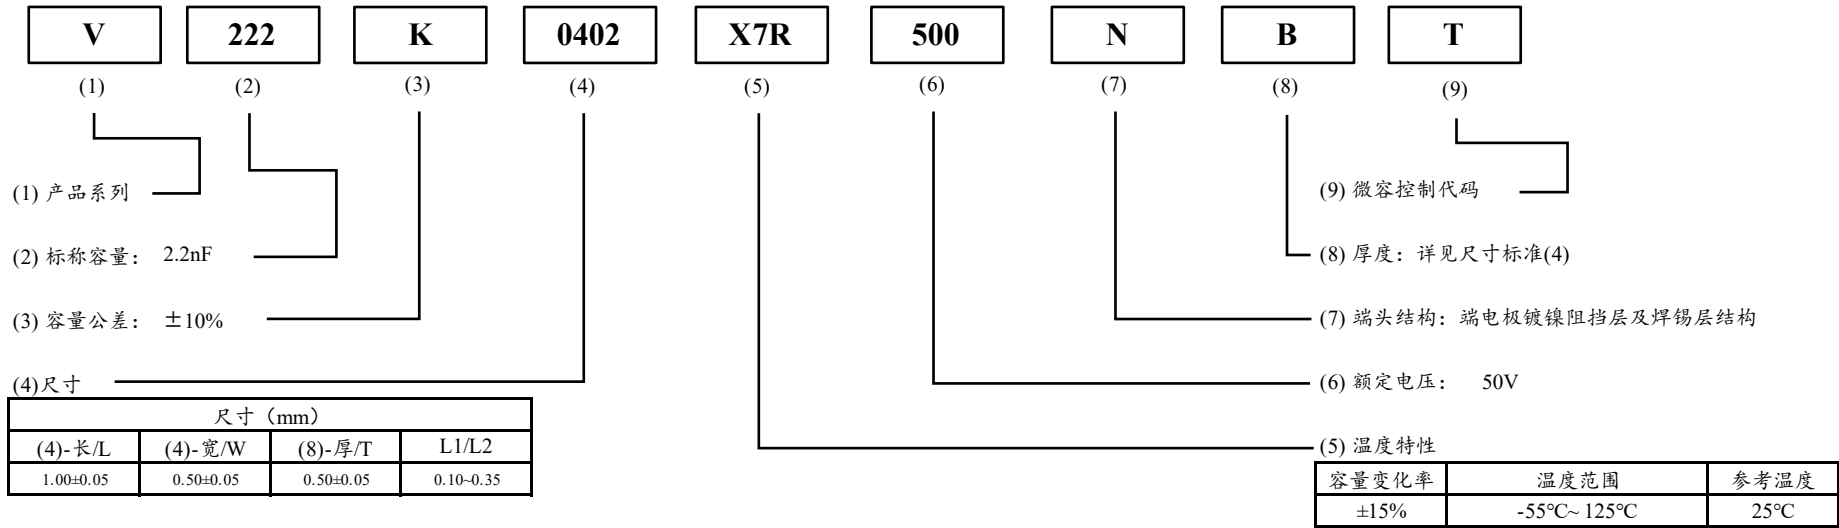 V 222 K 0402 X7R 500 N B T
(1) (2) (3) (4) (5) (6) (7) (8) (9)
(1) 产品系列
(9) 微容控制代码
(2) 标称容量： 2.2nF
(8) 厚度：详见尺寸标准(4)
(3) 容量公差： ±10%
(7) 端头结构：端电极镀镍阻挡层及焊锡层结构
(4)尺寸
(6) 额定电压： 50V
尺寸（mm）
(4)-长/L (4)-宽/W (8)-厚/T L1/L2
1.00±0.05 0.50±0.05 0.50±0.05 0.10~0.35
(5) 温度特性
容量变化率 温度范围 参考温度
±15% -55℃~ 125℃ 25℃